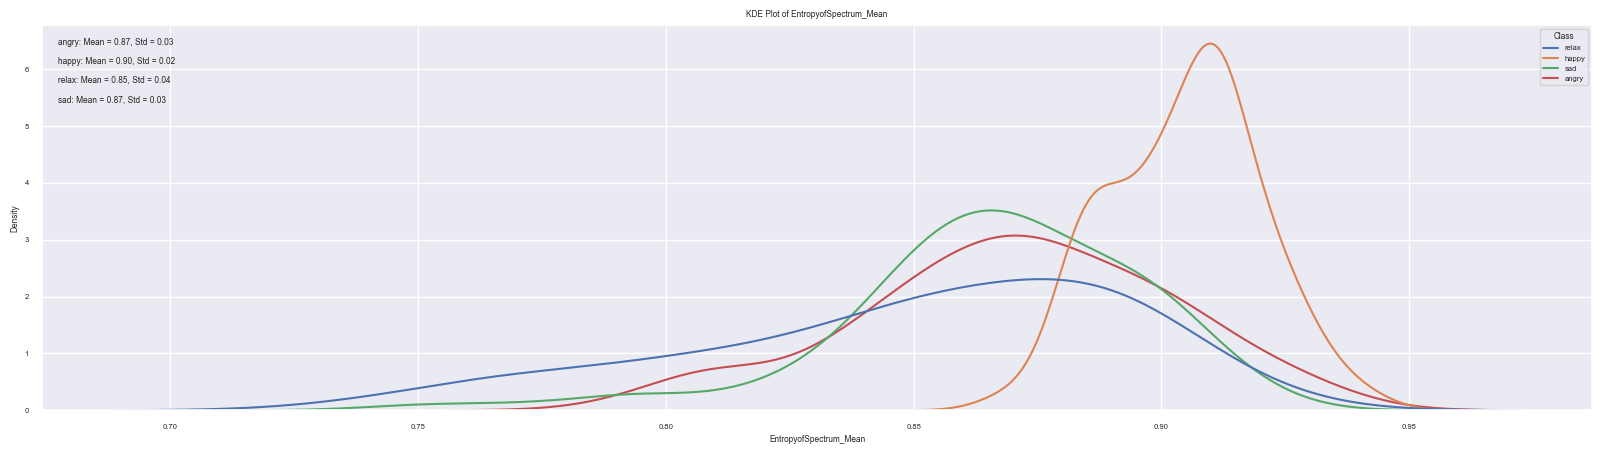 KDE Plot of EntropyofSpectrum_Mean
angry: Mean = 0.87, Std = 0.03
happy: Mean = 0.90, Std = 0.02
relax: Mean = 0.85, Std = 0.04
sad: Mean = 0.87, Std = 0.03
Class
relax
happy
sad
angry
Density
6
5
4
3
2
1
0
0.70
0.75
0.80
0.85
0.90
0.95
EntropyofSpectrum_Mean